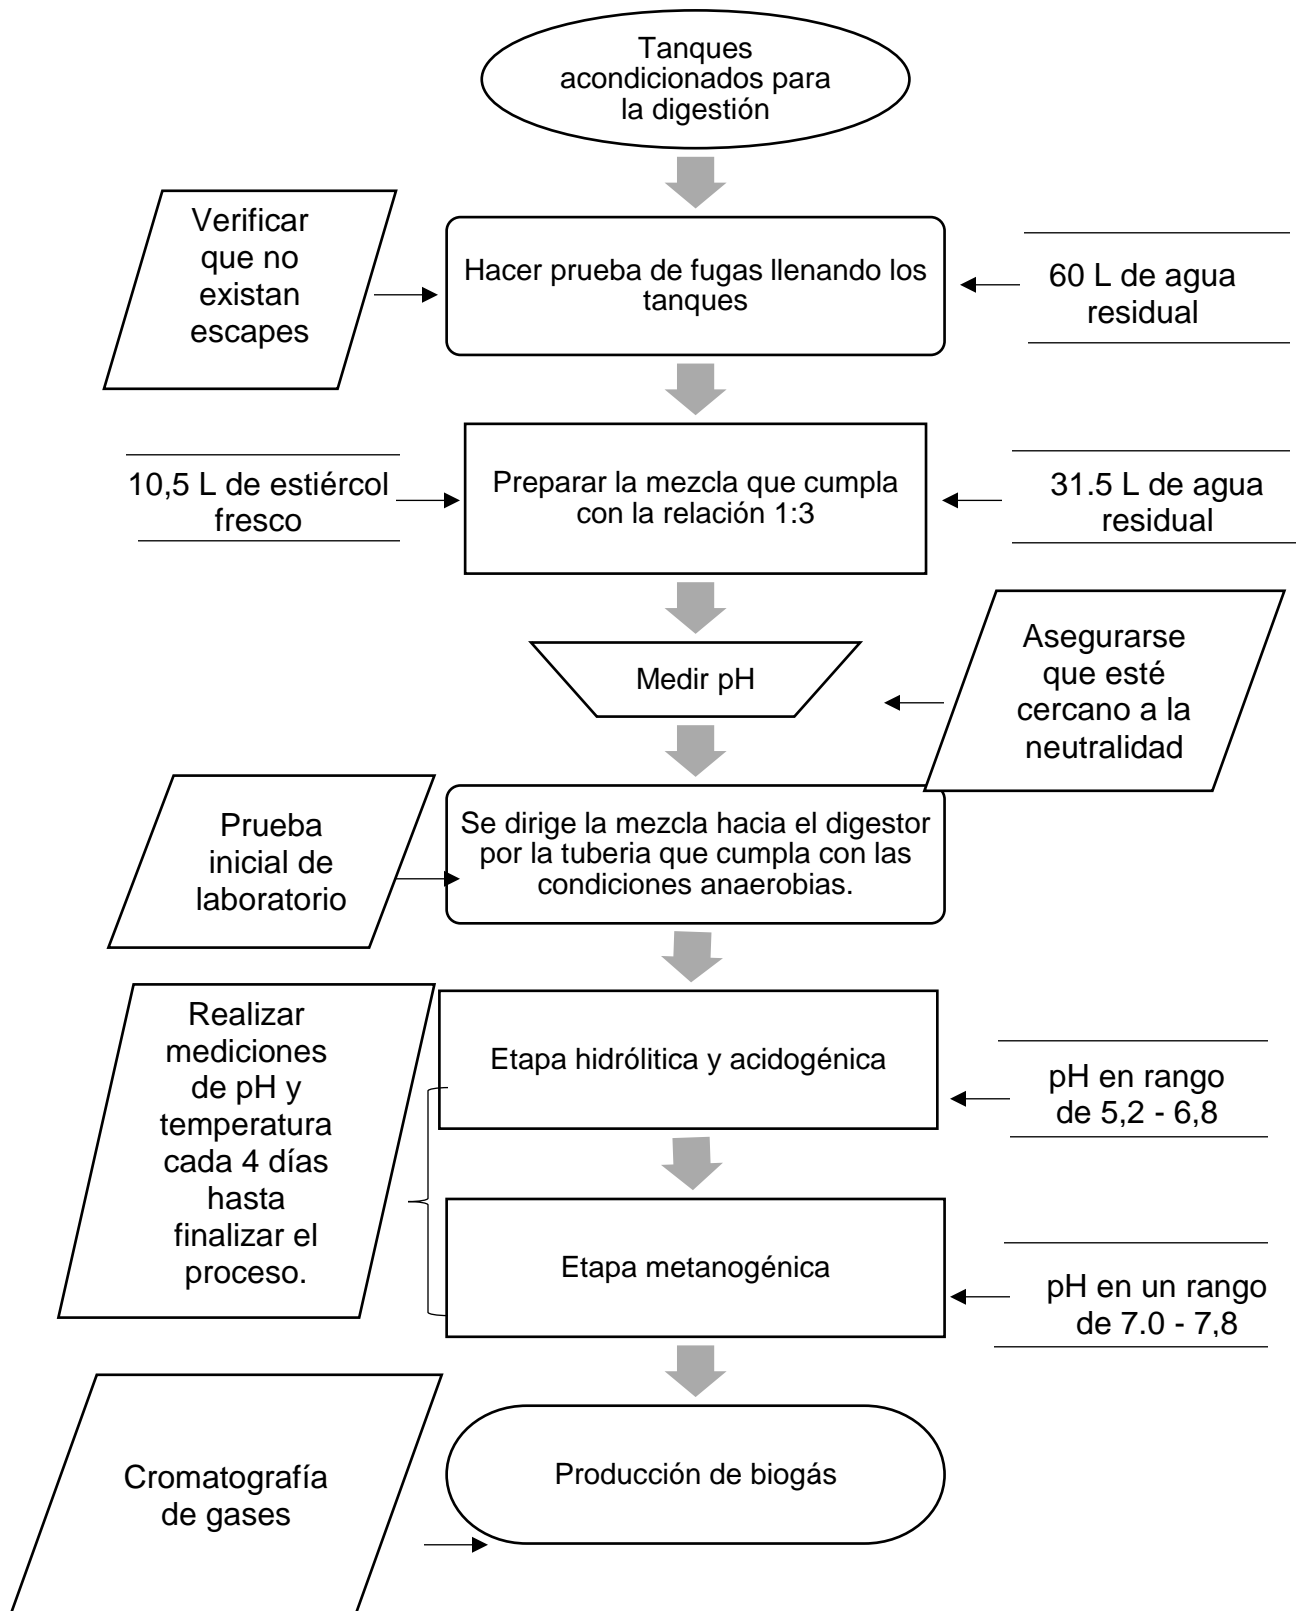 Tanques
acondicionados para
la digestión
Verificar
que no
existan
escapes
Hacer prueba de fugas llenando los
tanques
60 L de agua
residual
10,5 L de estiércol
fresco
Preparar la mezcla que cumpla
con la relación 1:3
31.5 L de agua
residual
Medir pH
Asegurarse
que esté
cercano a la
neutralidad
Prueba
inicial de
laboratorio
Se dirige la mezcla hacia el digestor
por la tuberia que cumpla con las
condiciones anaerobias.
Realizar
mediciones
de pH y
temperatura
cada 4 días
hasta
finalizar el
proceso.
Etapa hidrólitica y acidogénica
pH en rango
de 5,2 - 6,8
Etapa metanogénica
pH en un rango
de 7.0 - 7,8
Cromatografía
de gases
Producción de biogás